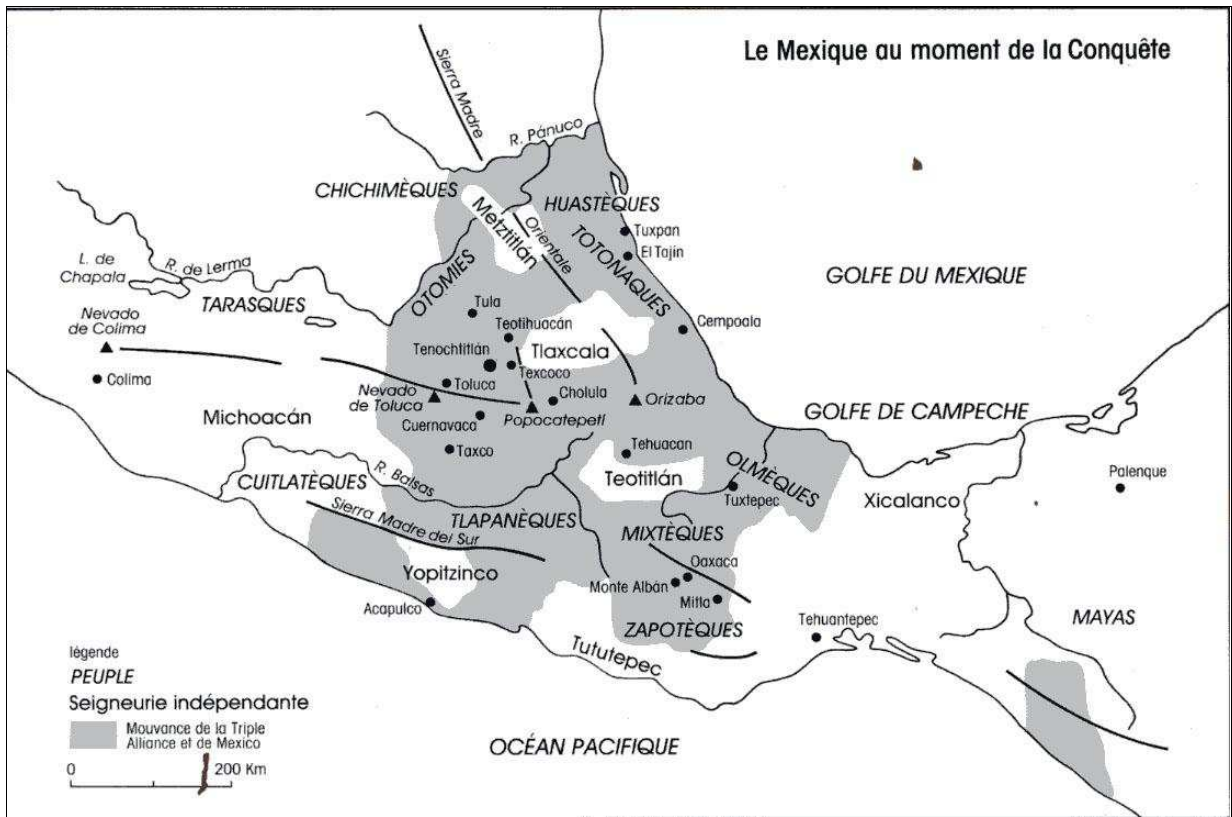 Le Mexique au moment de la Conquête
Sierra Madre
R. Pánuco
CHICHIMÈQUES
Metztitlán
HUASTÈQUES
Orientale
Tuxpan
TOTONAQUES
El Tajín
L. de
Chapala
R. de Lerma
GOLFE DU MEXIQUE
TARASQUES
OTOMIES
Tula
Nevado
de Colima
Teotihuacán
Cempoala
Tenochtitlán
Tlaxcala
Texcoco
Colima
Toluca
Nevado
de Toluca
Cholula
Orizaba
Popocatepetl
GOLFE DE CAMPECHE
Michoacán
Cuernavaca
Taxco
Tehuacan
R. Balsas
CUITLATÈQUES
Teotitlán
OLMÈQUES
Palenque
Tuxtepec
Xicalanco
Sierra Madre del Sur
TLAPANÈQUES
MIXTÈQUES
Oaxaca
Yopitzinco
Monte Albán
Mitla
Acapulco
ZAPOTÈQUES
Tehuantepec
MAYAS
Tututepec
légende
PEUPLE
Seigneurie indépendante
Mouvance de la Triple
Alliance et de Mexico
OCÉAN PACIFIQUE
0 200 Km